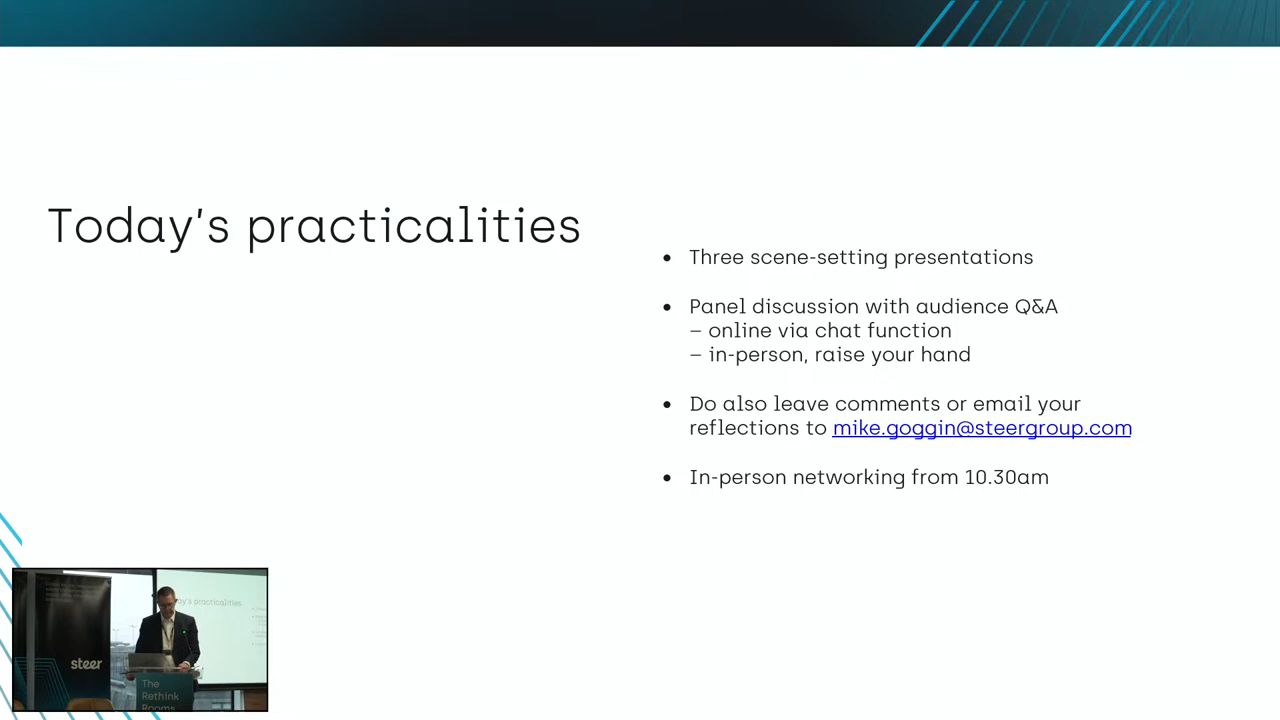 Today's practicalities
• Three scene-setting presentations
• Panel discussion with audience Q&A
– online via chat function
– in-person, raise your hand
• Do also leave comments or email your
reflections to mike.goggin@steergroup.com
• In-person networking from 10.30am
steer
The
Rethink
Rooms